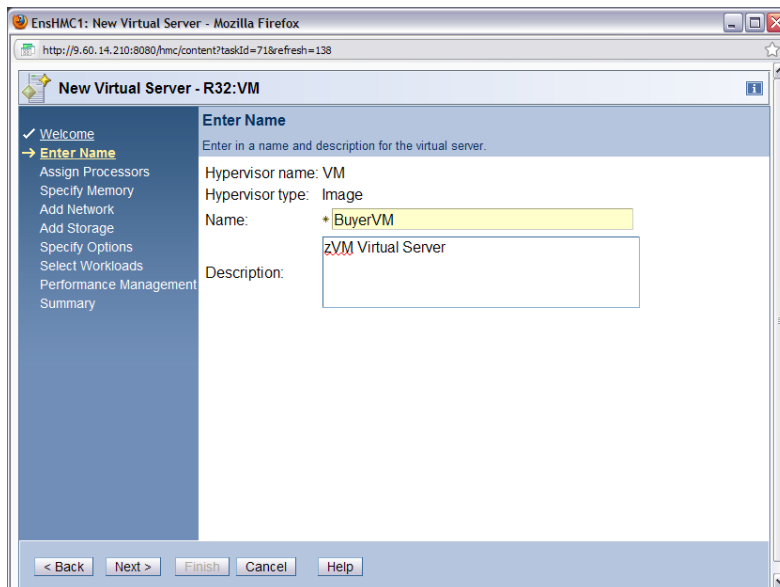 EnsHMC1: New Virtual Server - Mozilla Firefox
http://9.60.14.210:8080/hmc/content?taskId=71&refresh=138
New Virtual Server - R32:VM
i
Welcome
Enter Name
Assign Processors
Specify Memory
Add Network
Add Storage
Specify Options
Select Workloads
Performance Management
Summary
Enter Name
Enter in a name and description for the virtual server.
Hypervisor name: VM
Hypervisor type: Image
Name: * BuyerVM
Description: zVM Virtual Server
< Back Next > Finish Cancel Help